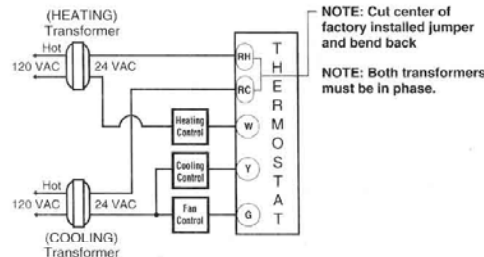 (HEATING)
Transformer
Hot
120 VAC
24 VAC
NOTE: Cut center of
factory installed jumper
and bend back
NOTE: Both transformers
must be in phase.
RH
RC
W
Y
G
THERMOSTAT
Heating
Control
Cooling
Control
Fan
Control
Hot
120 VAC
24 VAC
(COOLING)
Transformer